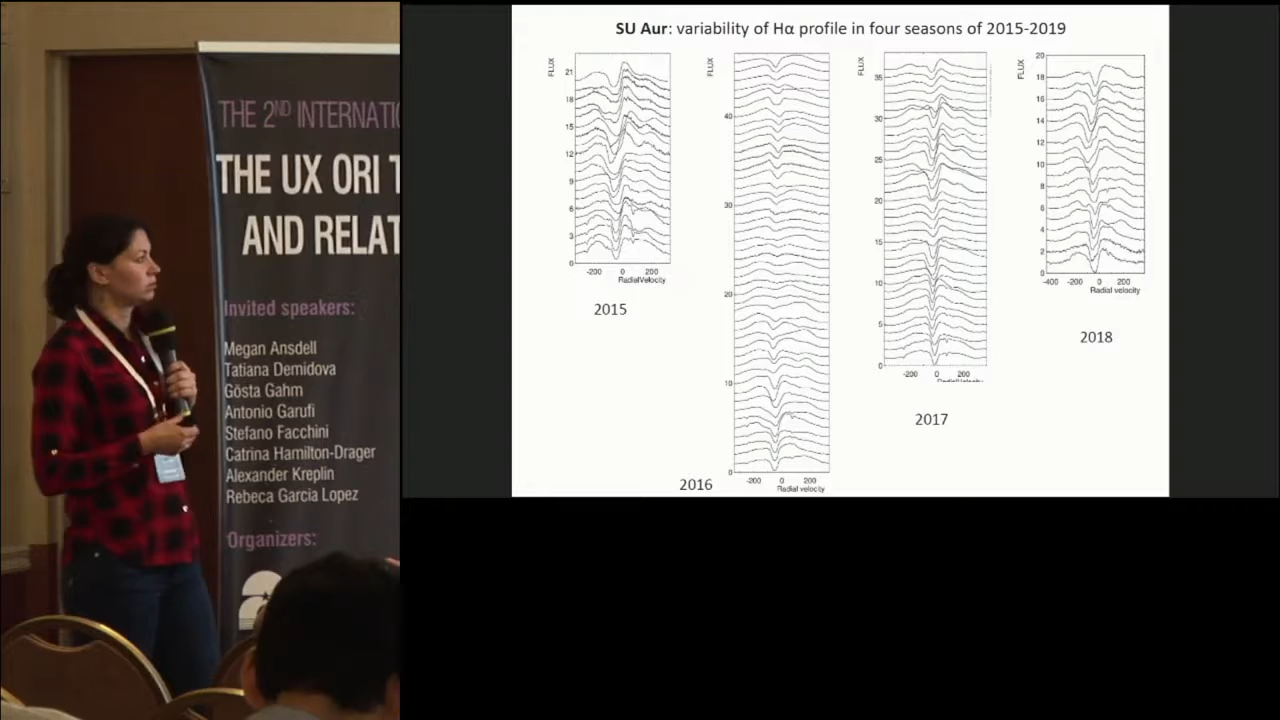 THE 2ND INTERNATIO
THE UX ORI T
AND RELAT
Invited speakers:
Megan Ansdell
Tatiana Demidova
Gösta Gahm
Antonio Garufi
Stefano Facchini
Catrina Hamilton-Drager
Alexander Kreplin
Rebeca Garcia Lopez
Organizers:
SU Aur: variability of Hα profile in four seasons of 2015-2019
FLUX
21
18
15
12
9
6
3
0
-200 0 200
RadialVelocity
2015
FLUX
40
30
20
10
0
-200 0 200
Radial velocity
2016
FLUX
35
30
25
20
15
10
5
0
-200 0 200
RadialVelocity
2017
FLUX
20
18
16
14
12
10
8
6
4
2
0
-400 -200 0 200
Radial velocity
2018